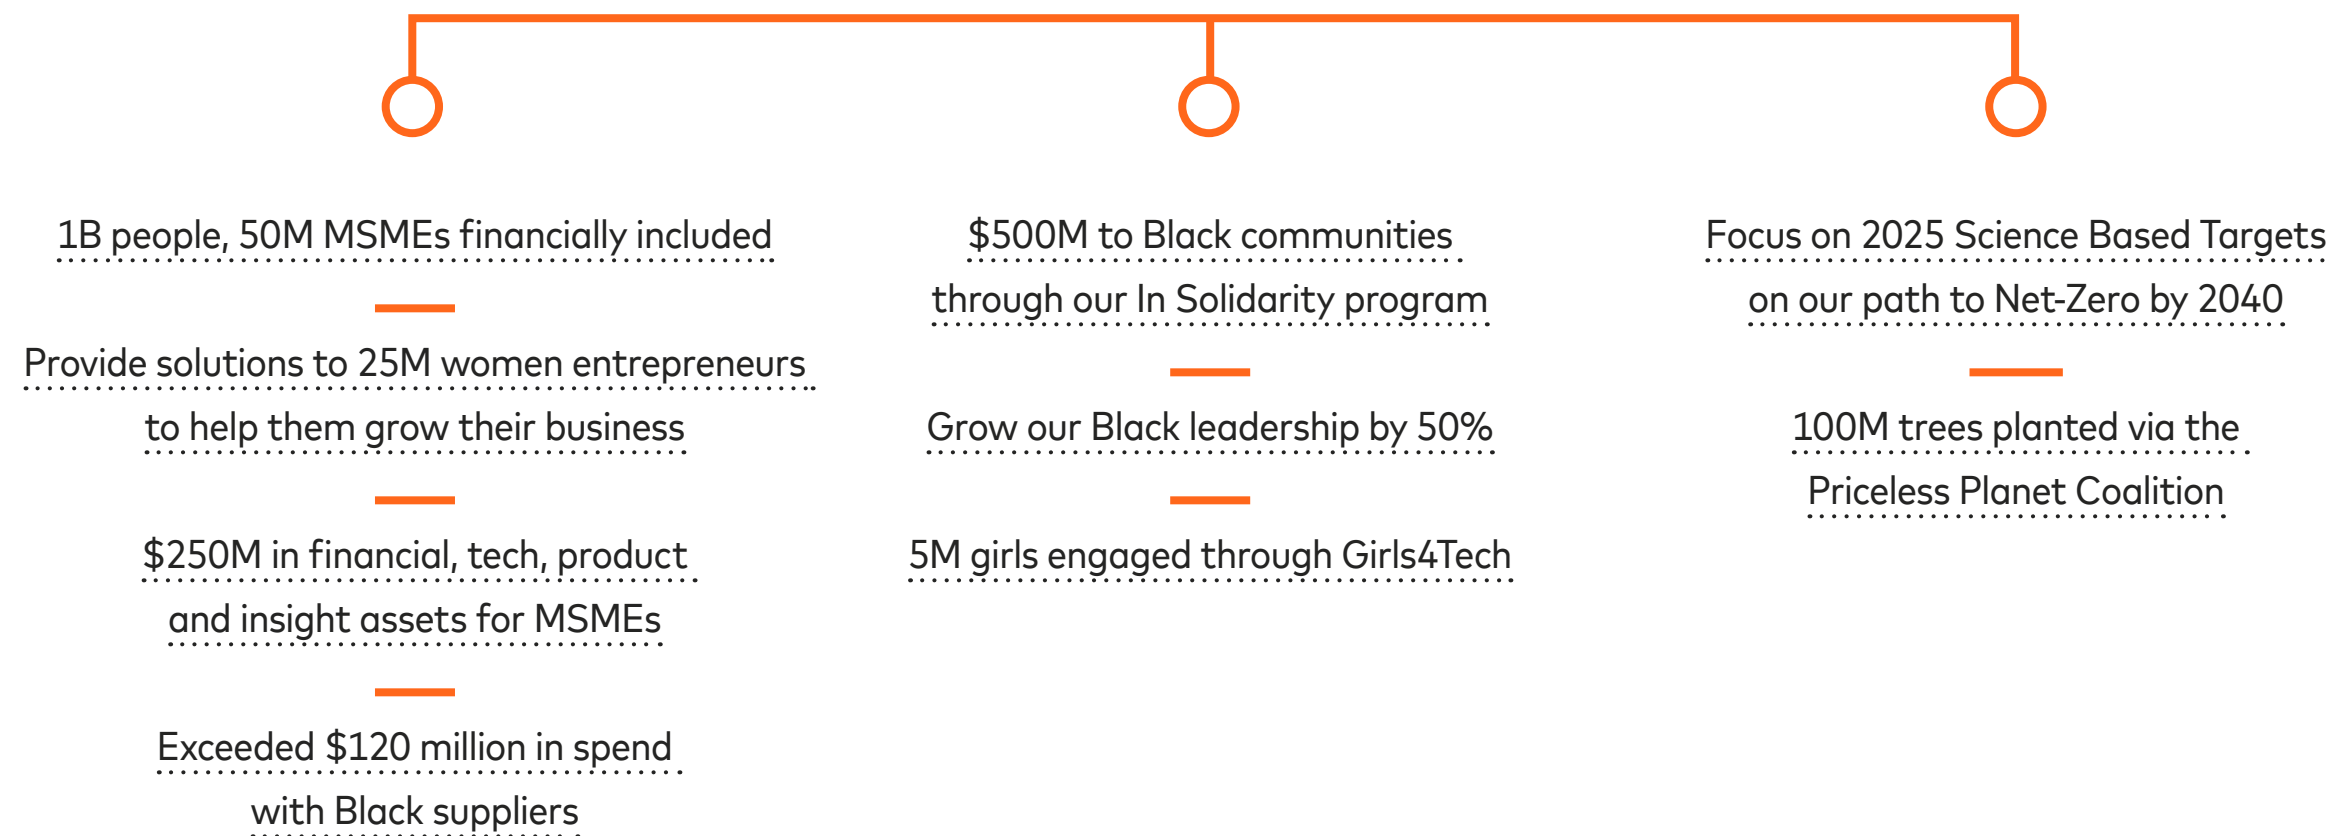 1B people, 50M MSMEs financially included
Provide solutions to 25M women entrepreneurs
to help them grow their business
$250M in financial, tech, product
and insight assets for MSMEs
Exceeded $120 million in spend
with Black suppliers
$500M to Black communities
through our In Solidarity program
Grow our Black leadership by 50%
5M girls engaged through Girls4Tech
Focus on 2025 Science Based Targets
on our path to Net-Zero by 2040
100M trees planted via the
Priceless Planet Coalition